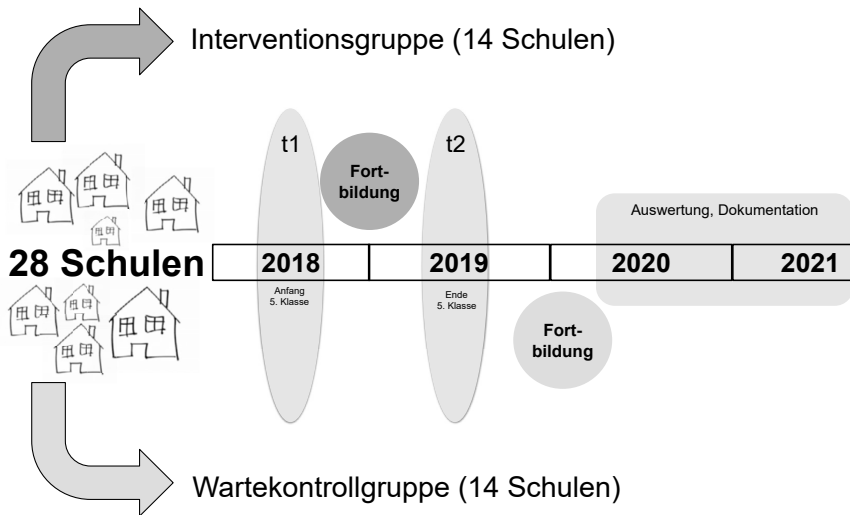 Interventionsgruppe (14 Schulen)
t1
t2
Fort-
bildung
Auswertung, Dokumentation
28 Schulen
2018
2019
2020
2021
Anfang
5. Klasse
Ende
5. Klasse
Fort-
bildung
Wartekontrollgruppe (14 Schulen)